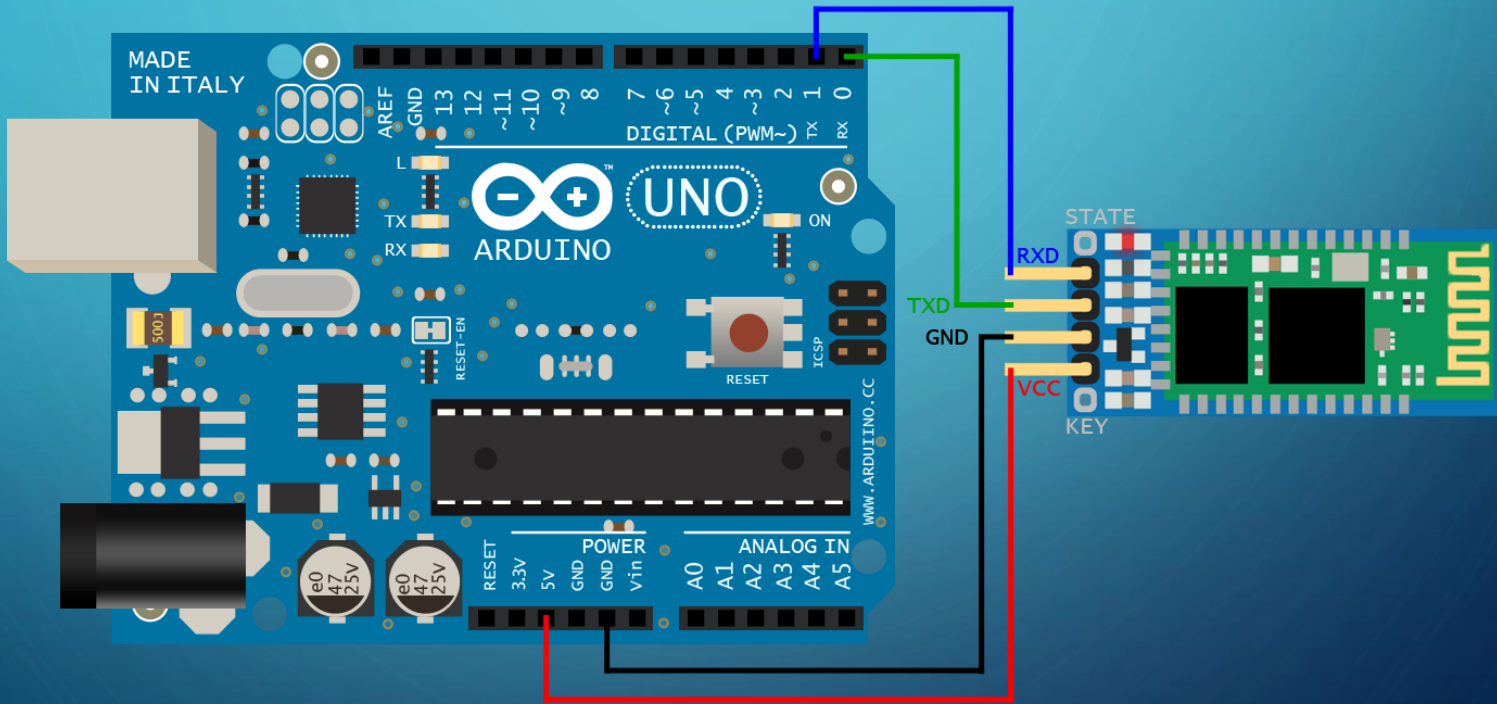 MADE
IN ITALY
AREF
GND
13
12
~11
~10
~9
8
7
~6
~5
4
~3
2
1
0
DIGITAL (PWM~)
TX
RX
L
TX
RX
™
UNO
ARDUINO
ON
STATE
RXD
TXD
GND
VCC
KEY
500J
RESET-EN
RESET
ICSP
WWW.ARDUINO.CC
e0
47
25V
e0
47
25V
POWER
ANALOG IN
RESET
3.3V
5V
GND
GND
Vin
A0
A1
A2
A3
A4
A5